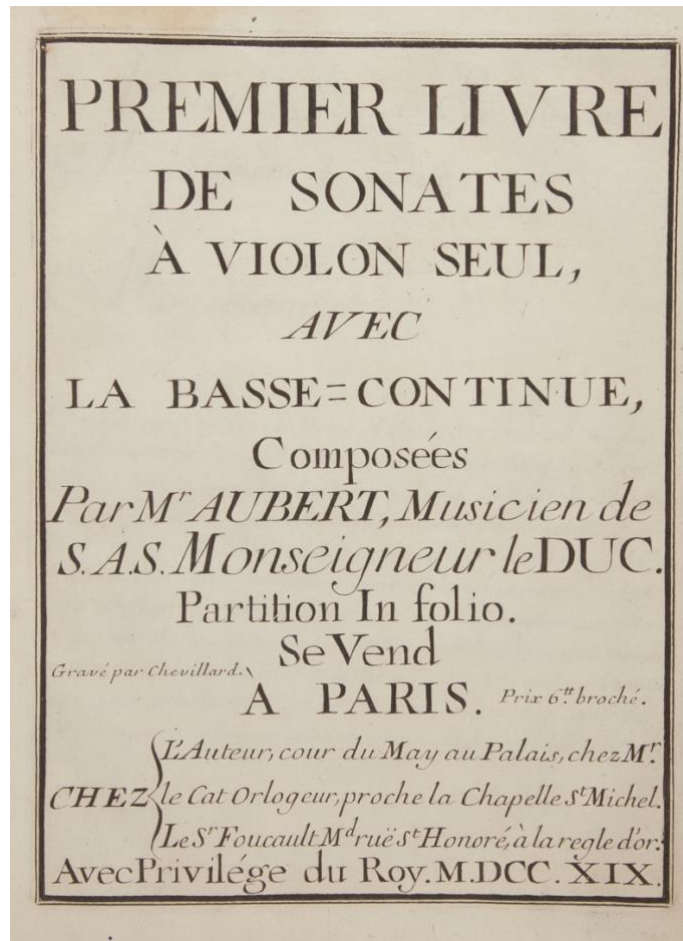 PREMIER LIVRE
DE SONATES
À VIOLON SEUL,
AVEC
LA BASSE=CONTINUE,
Composées
Par Mr AUBERT, Musicien de
S.A.S. Monseigneur le DUC.
Partition In folio.
Se Vend
Gravé par Chevillard.
A PARIS. Prix 6.tt broché.
L'Auteur, cour du May au Palais, chez Mr.
CHEZ le Cat Orlogeur, proche la Chapelle St Michel.
Le Sr Foucault Md ruë St Honoré, à la regle d'or.
Avec Privilége du Roy. M.DCC.XIX.